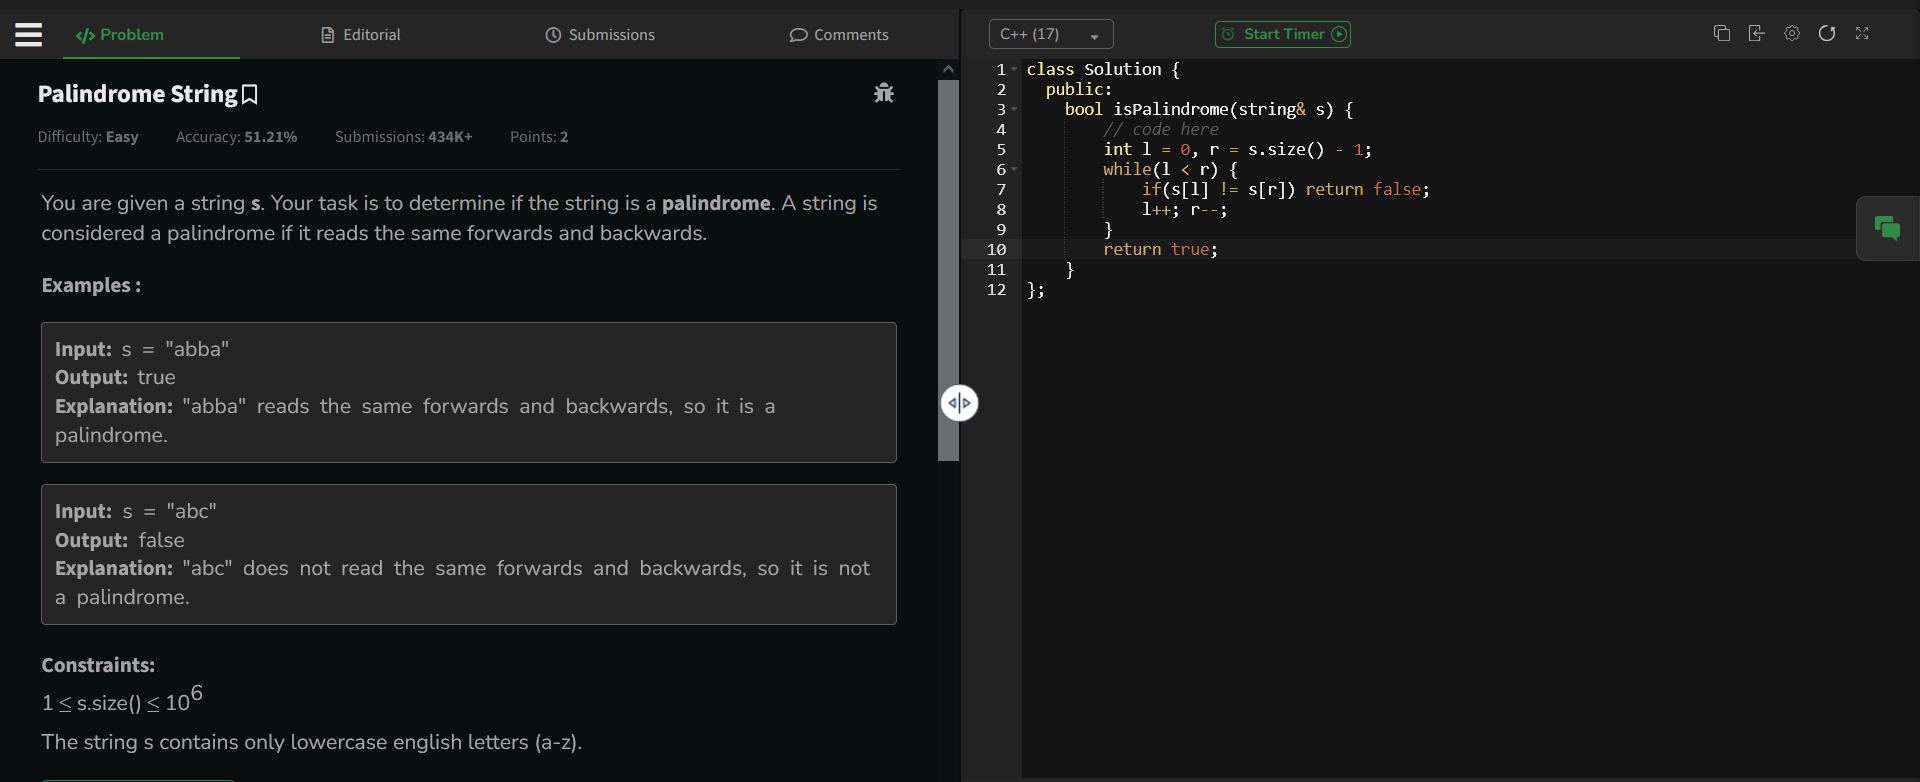 </> Problem
Editorial
Submissions
Comments
Palindrome String
Difficulty: Easy Accuracy: 51.21% Submissions: 434K+ Points: 2
You are given a string s. Your task is to determine if the string is a palindrome. A string is
considered a palindrome if it reads the same forwards and backwards.
Examples :
Input: s = "abba"
Output: true
Explanation: "abba" reads the same forwards and backwards, so it is a
palindrome.
Input: s = "abc"
Output: false
Explanation: "abc" does not read the same forwards and backwards, so it is not
a palindrome.
Constraints:
1 ≤ s.size() ≤ 10⁶
The string s contains only lowercase english letters (a-z).
C++ (17)
Start Timer
1 class Solution {
2   public:
3     bool isPalindrome(string& s) {
4         // code here
5         int l = 0, r = s.size() - 1;
6         while(l < r) {
7             if(s[l] != s[r]) return false;
8             l++; r--;
9         }
10         return true;
11     }
12 };